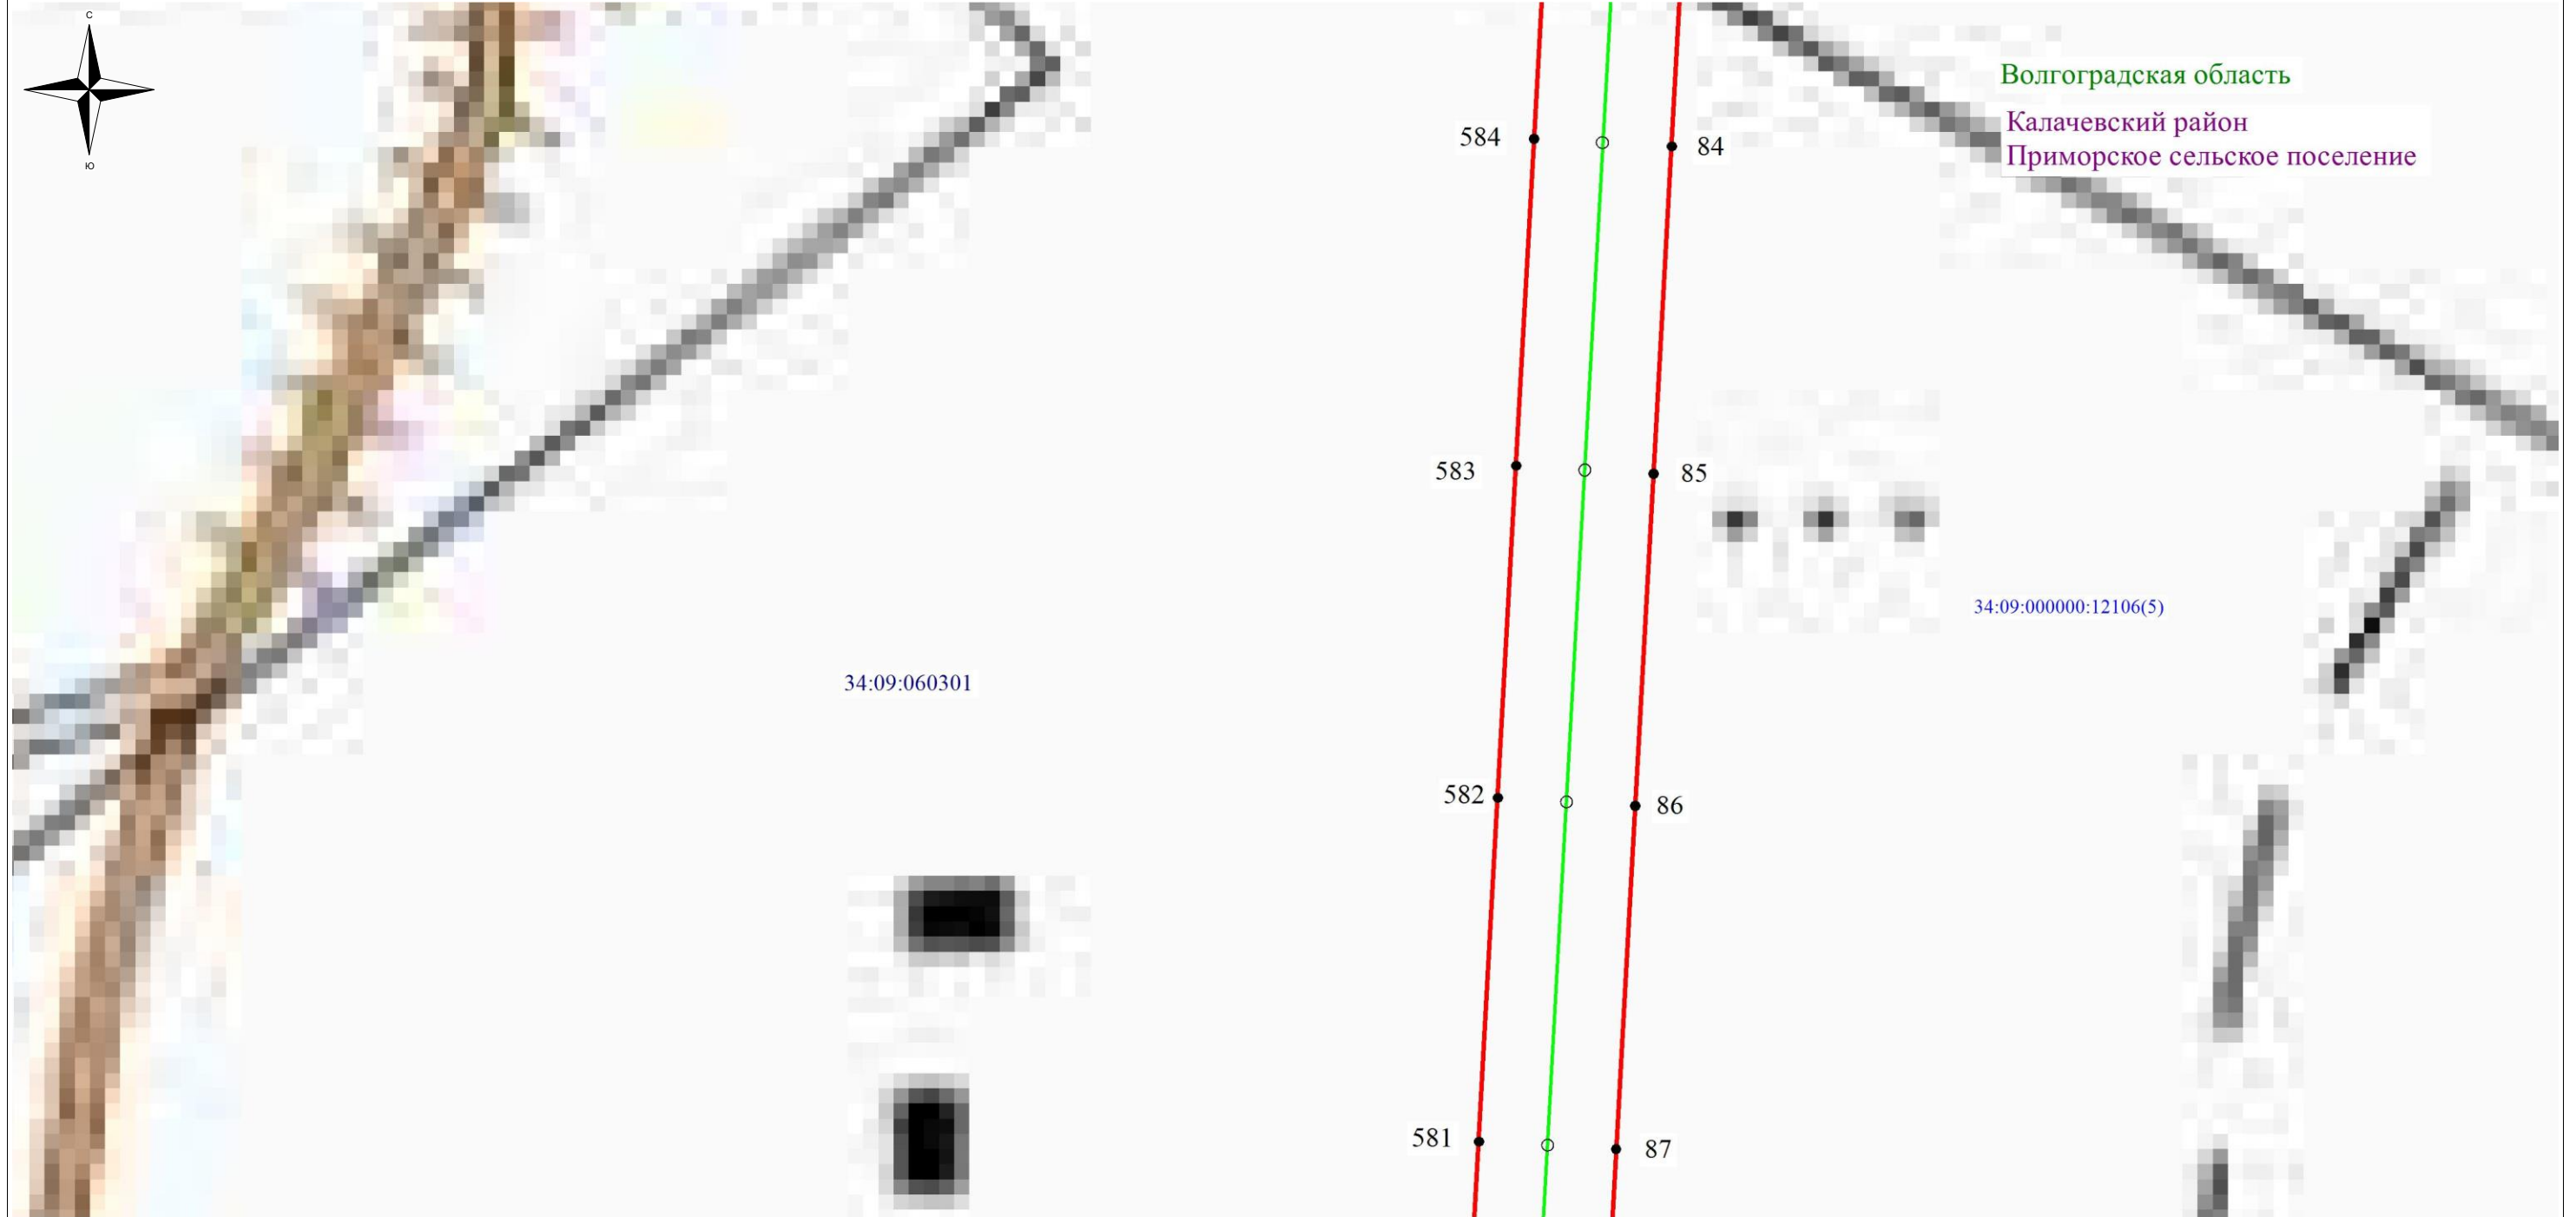 С
Ю
Волгоградская область
Калачевский район
Приморское сельское поселение
584
84
583
85
34:09:000000:12106(5)
34:09:060301
582
86
581
87